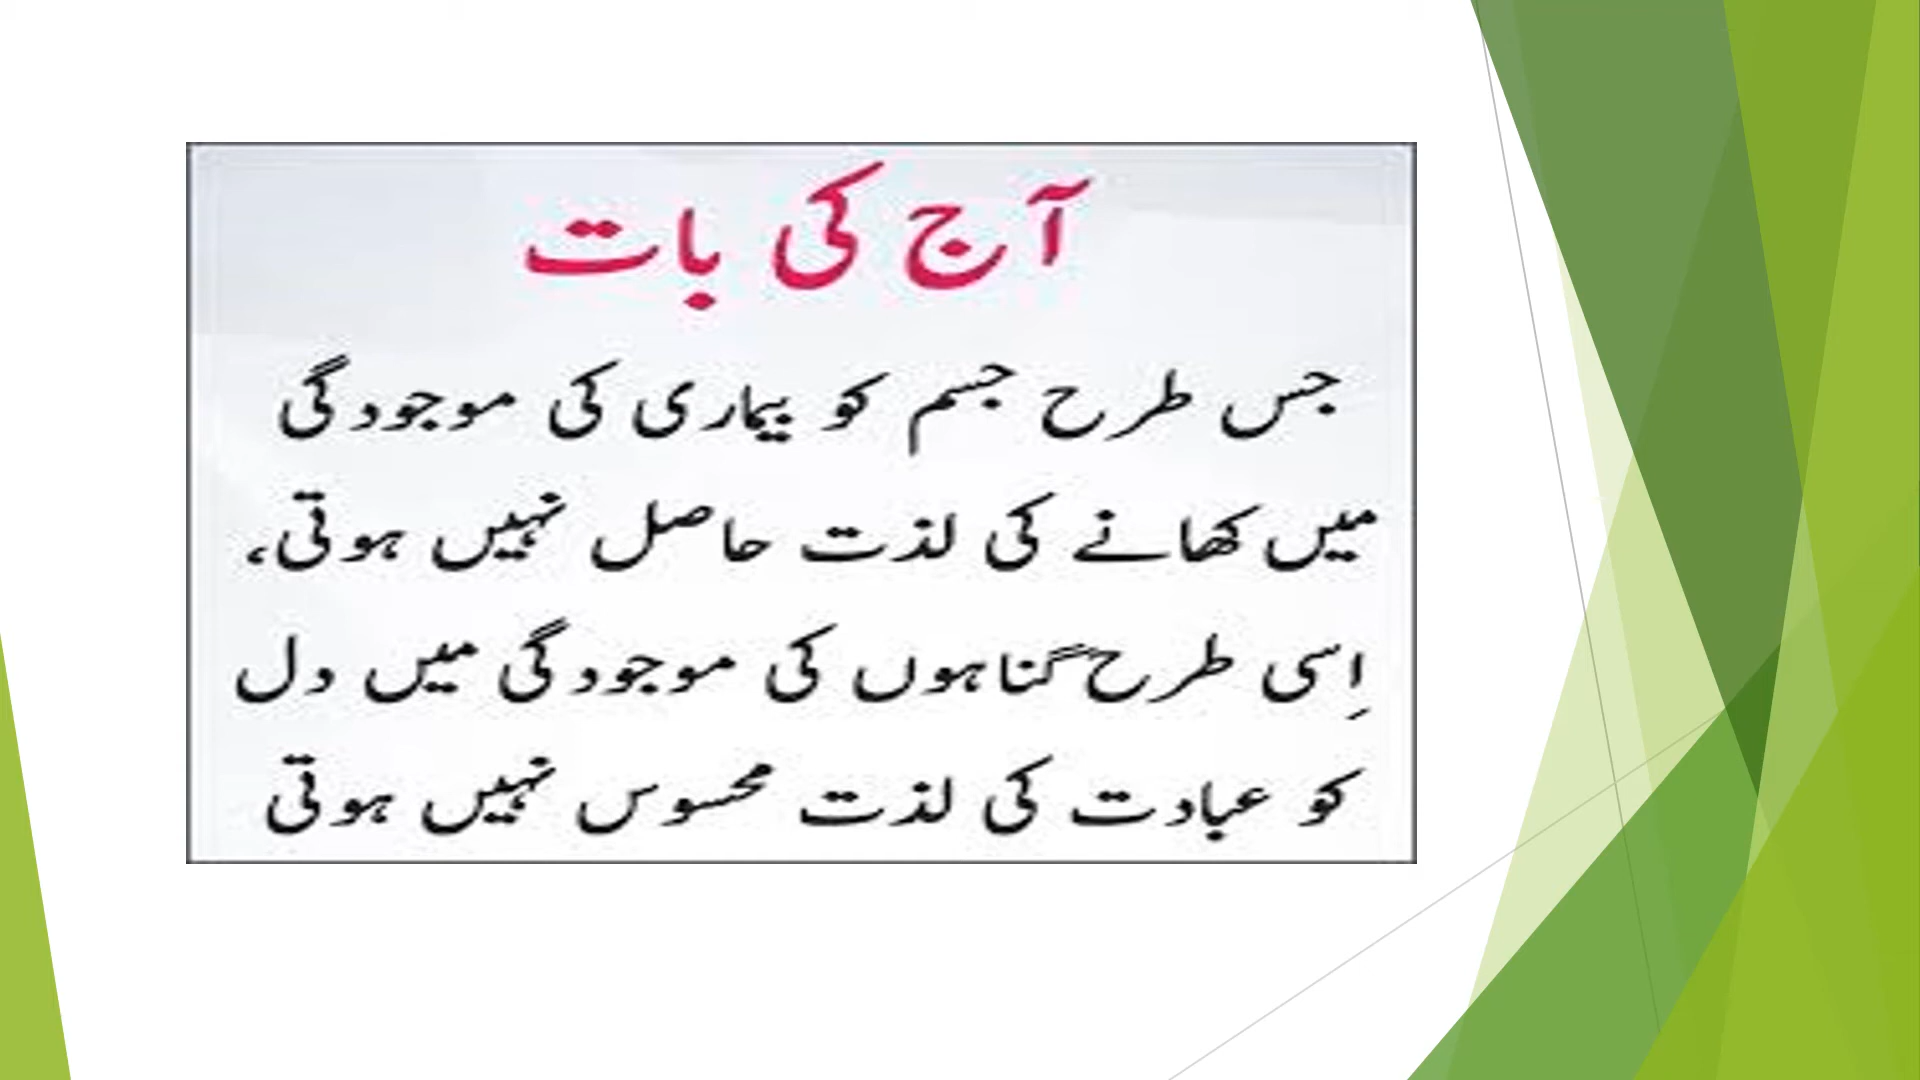 آج کی بات
جس طرح جسم کو بیماری کی موجودگی
میں کھانے کی لذت حاصل نہیں ہوتی،
اِسی طرح گناہوں کی موجودگی میں دل
کو عبادت کی لذت محسوس نہیں ہوتی